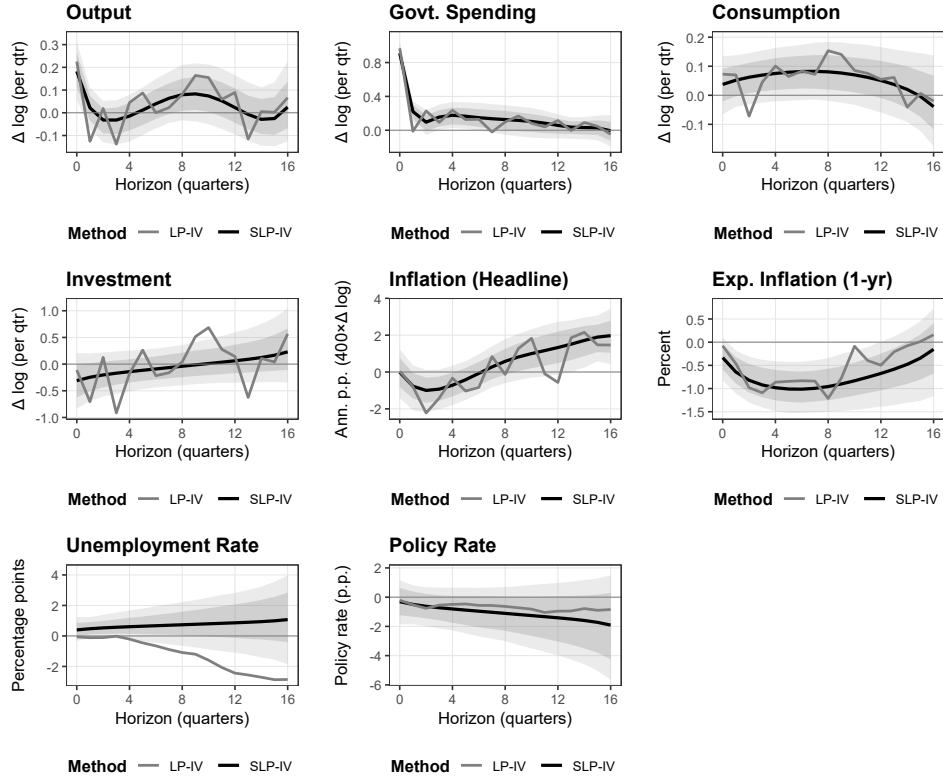 Output
Δ log (per qtr)
0.3
0.2
0.1
0.0
-0.1
0 4 8 12 16
Horizon (quarters)
Method LP-IV SLP-IV
Govt. Spending
Δ log (per qtr)
0.8
0.4
0.0
0 4 8 12 16
Horizon (quarters)
Method LP-IV SLP-IV
Consumption
Δ log (per qtr)
0.2
0.1
0.0
-0.1
0 4 8 12 16
Horizon (quarters)
Method LP-IV SLP-IV
Investment
Δ log (per qtr)
1.0
0.5
0.0
-0.5
-1.0
0 4 8 12 16
Horizon (quarters)
Method LP-IV SLP-IV
Inflation (Headline)
Ann. p.p. (400×Δ log)
4
2
0
-2
0 4 8 12 16
Horizon (quarters)
Method LP-IV SLP-IV
Exp. Inflation (1-yr)
Percent
0.5
0.0
-0.5
-1.0
-1.5
0 4 8 12 16
Horizon (quarters)
Method LP-IV SLP-IV
Unemployment Rate
Percentage points
4
2
0
-2
0 4 8 12 16
Horizon (quarters)
Method LP-IV SLP-IV
Policy Rate
Policy rate (p.p.)
2
0
-2
-4
-6
0 4 8 12 16
Horizon (quarters)
Method LP-IV SLP-IV